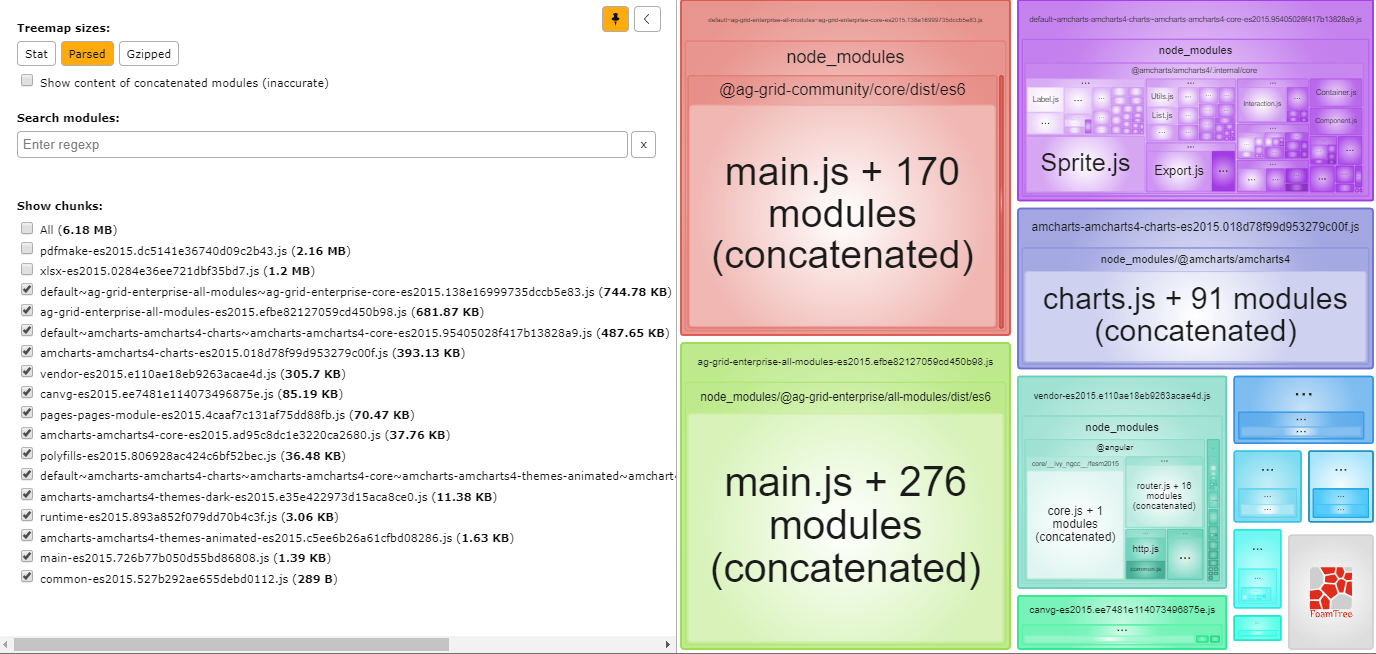 Treemap sizes:
Stat Parsed Gzipped
Show content of concatenated modules (inaccurate)
Search modules:
Enter regexp x
Show chunks:
All (6.18 MB)
pdfmake-es2015.dc5141e36740d09c2b43.js (2.16 MB)
xlsx-es2015.0284e36ee721dbf35bd7.js (1.2 MB)
default~ag-grid-enterprise-all-modules~ag-grid-enterprise-core-es2015.138e16999735dccb5e83.js (744.78 KB)
ag-grid-enterprise-all-modules-es2015.efbe82127059cd450b98.js (681.87 KB)
default~amcharts-amcharts4-charts~amcharts-amcharts4-core-es2015.95405028f417b13828a9.js (487.65 KB)
amcharts-amcharts4-charts-es2015.018d78f99d953279c00f.js (393.13 KB)
vendor-es2015.e110ae18eb9263acae4d.js (305.7 KB)
canvg-es2015.ee7481e114073496875e.js (85.19 KB)
pages-pages-module-es2015.4caaf7c131af75dd88fb.js (70.47 KB)
amcharts-amcharts4-core-es2015.ad95c8dc1e3220ca2680.js (37.76 KB)
polyfills-es2015.806928ac424c6bf52bec.js (36.48 KB)
default~amcharts-amcharts4-charts~amcharts-amcharts4-core~amcharts-amcharts4-themes-animated~amchart
amcharts-amcharts4-themes-dark-es2015.e35e422973d15aca8ce0.js (11.38 KB)
runtime-es2015.893a852f079dd70b4c3f.js (3.06 KB)
amcharts-amcharts4-themes-animated-es2015.c5ee6b26a61cfbd08286.js (1.63 KB)
main-es2015.726b77b050d55bd86808.js (1.39 KB)
common-es2015.527b292ae655debd0112.js (289 B)
default~ag-grid-enterprise-all-modules~ag-grid-enterprise-core-es2015.138e16999735dccb5e83.js
node_modules
@ag-grid-community/core/dist/es6
main.js + 170
modules
(concatenated)
ag-grid-enterprise-all-modules-es2015.efbe82127059cd450b98.js
node_modules/@ag-grid-enterprise/all-modules/dist/es6
main.js + 276
modules
(concatenated)
default~amcharts-amcharts4-charts~amcharts-amcharts4-core-es2015.95405028f417b13828a9.js
node_modules
@amcharts/amcharts4/.internal/core
Label.js
Sprite.js
Utils.js
List.js
Export.js
Interaction.js
Container.js
Component.js
amcharts-amcharts4-charts-es2015.018d78f99d953279c00f.js
node_modules/@amcharts/amcharts4
charts.js + 91 modules
(concatenated)
vendor-es2015.e110ae18eb9263acae4d.js
node_modules
@angular
core/__ivy_ngcc__/fesm2015
core.js + 1
modules
(concatenated)
router.js + 16
modules
(concatenated)
http.js
common.js
canvg-es2015.ee7481e114073496875e.js
FoamTree